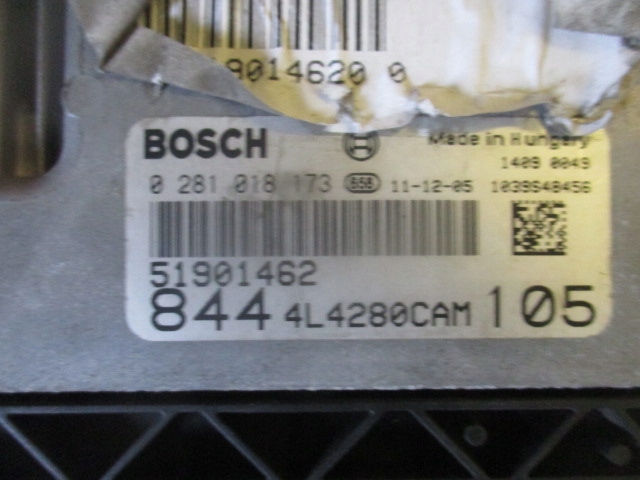 9014620 0
BOSCH Made in Hungary
1409 0049
0 281 018 173 B58 11-12-05 1039S48456
51901462
844 4L4280CAM 105